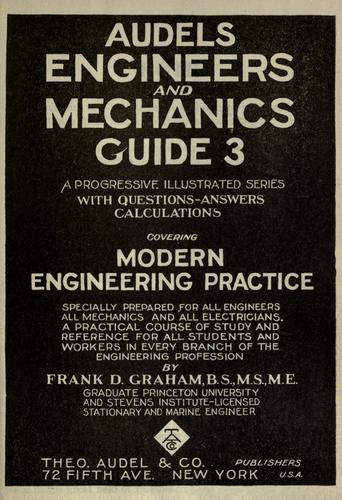 AUDELS
ENGINEERS
AND
MECHANICS
GUIDE 3
A PROGRESSIVE ILLUSTRATED SERIES
WITH QUESTIONS-ANSWERS
CALCULATIONS
COVERING
MODERN
ENGINEERING PRACTICE
SPECIALLY PREPARED FOR ALL ENGINEERS
ALL MECHANICS AND ALL ELECTRICIANS.
A PRACTICAL COURSE OF STUDY AND
REFERENCE FOR ALL STUDENTS AND
WORKERS IN EVERY BRANCH OF THE
ENGINEERING PROFESSION
BY
FRANK D. GRAHAM, B.S., M.S., M.E.
GRADUATE PRINCETON UNIVERSITY
AND STEVENS INSTITUTE-LICENSED
STATIONARY AND MARINE ENGINEER
THEO. AUDEL & CO. PUBLISHERS
72 FIFTH AVE. NEW YORK U.S.A.